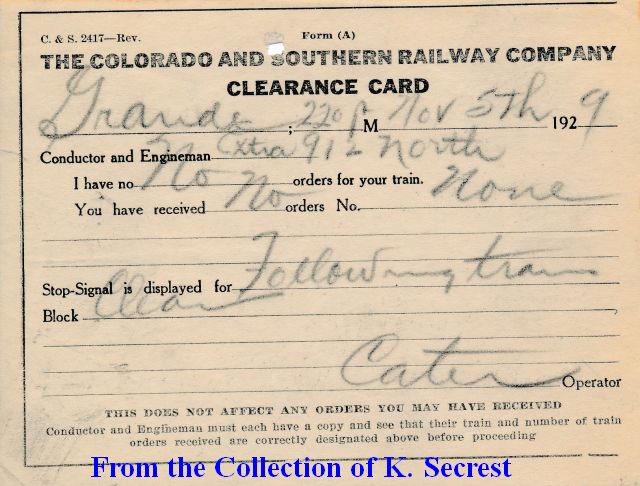 C. & S. 2417—Rev. Form (A)
THE COLORADO AND SOUTHERN RAILWAY COMPANY
CLEARANCE CARD
Grande ; 220 p M Nov 5th 1929
Conductor and Engineman Extra 912 North
I have no No orders for your train.
You have received No orders No. None
Stop-Signal is displayed for Following train
Block Clear
Cater Operator
THIS DOES NOT AFFECT ANY ORDERS YOU MAY HAVE RECEIVED
Conductor and Engineman must each have a copy and see that their train and number of train
orders received are correctly designated above before proceeding
From the Collection of K. Secrest